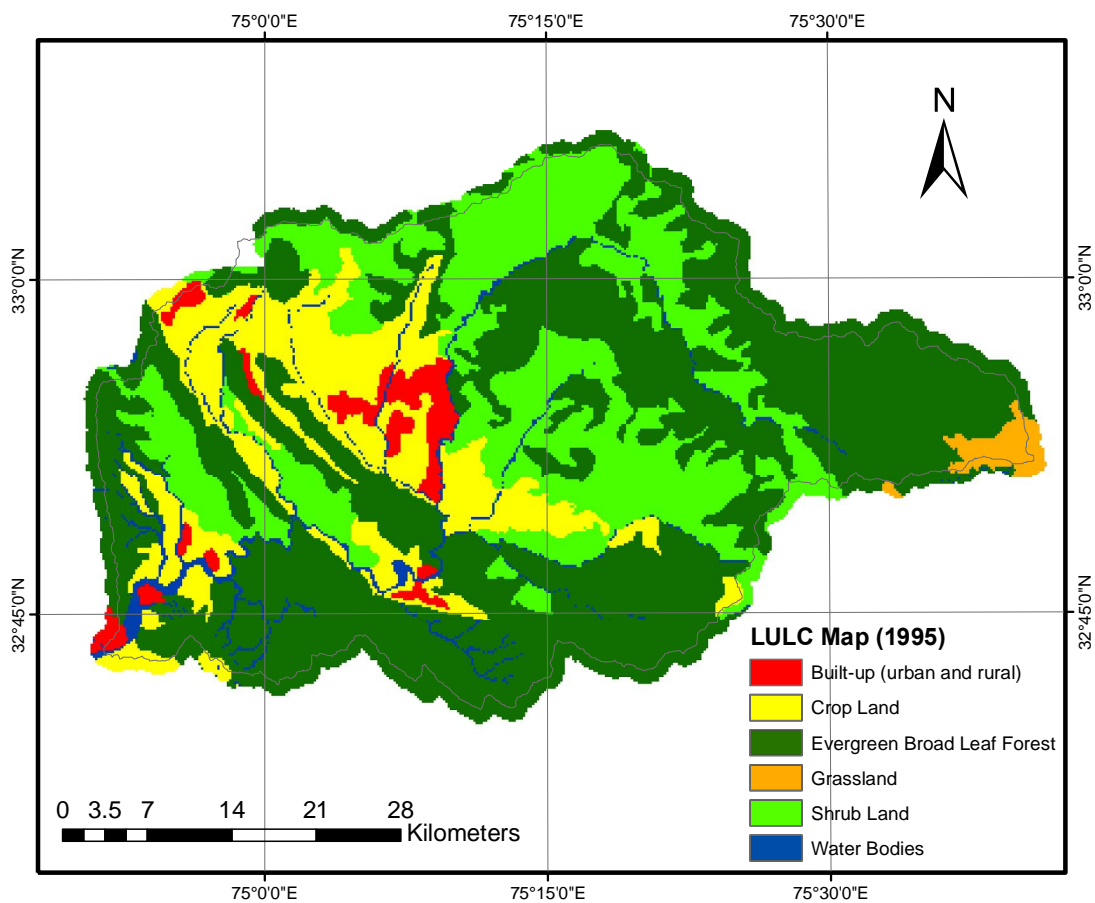 75°0'0"E 75°15'0"E 75°30'0"E
N
33°0'0"N 33°0'0"N
32°45'0"N 32°45'0"N
LULC Map (1995)
Built-up (urban and rural)
Crop Land
Evergreen Broad Leaf Forest
Grassland
Shrub Land
Water Bodies
0 3.5 7 14 21 28
Kilometers
75°0'0"E 75°15'0"E 75°30'0"E